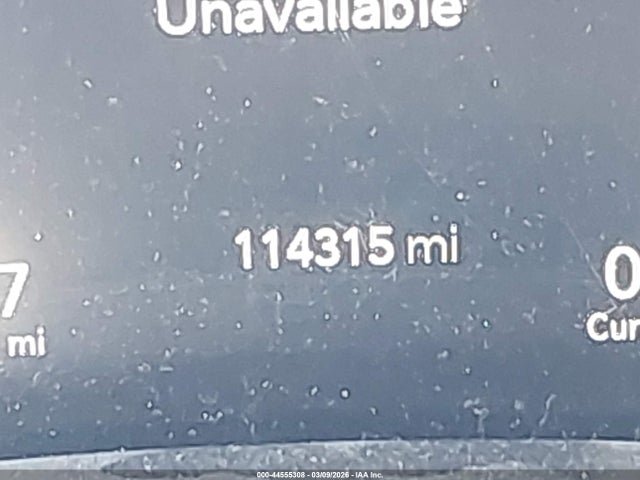 Unavailable
114315 mi
7
mi
0
Cur
000-44555308 - 03/09/2026 - IAA Inc.